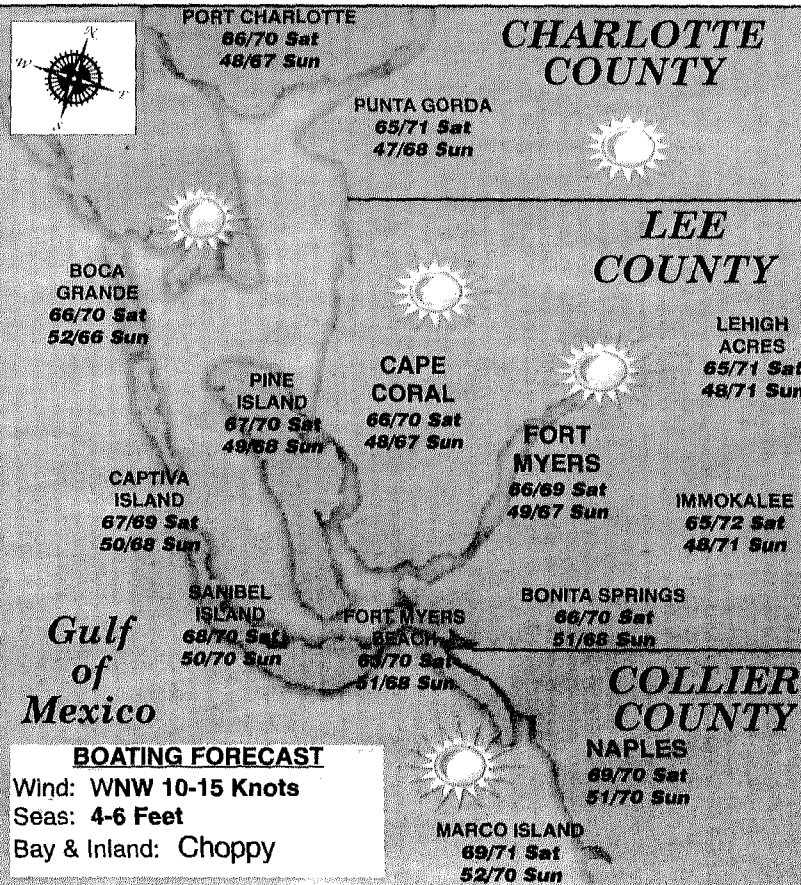 PORT CHARLOTTE
66/70 Sat
48/67 Sun
CHARLOTTE
COUNTY
N
W
PUNTA GORDA
65/71 Sat
47/68 Sun
LEE
COUNTY
BOCA
GRANDE
66/70 Sat
52/66 Sun
LEHIGH
ACRES
65/71 Sat
48/71 Sun
PINE
ISLAND
67/70 Sat
49/68 Sun
CAPE
CORAL
66/70 Sat
48/67 Sun
FORT
MYERS
66/69 Sat
49/67 Sun
CAPTIVA
ISLAND
67/69 Sat
50/68 Sun
IMMOKALEE
65/72 Sat
48/71 Sun
SANIBEL
ISLAND
68/70 Sat
50/70 Sun
FORT MYERS
BEACH
/70 Sat
51/68 Sun
BONITA SPRINGS
66/70 Sat
51/68 Sun
Gulf
of
Mexico
COLLIER
COUNTY
NAPLES
69/70 Sat
51/70 Sun
BOATING FORECAST
Wind: WNW 10-15 Knots
Seas: 4-6 Feet
Bay & Inland: Choppy
MARCO ISLAND
69/71 Sat
52/70 Sun